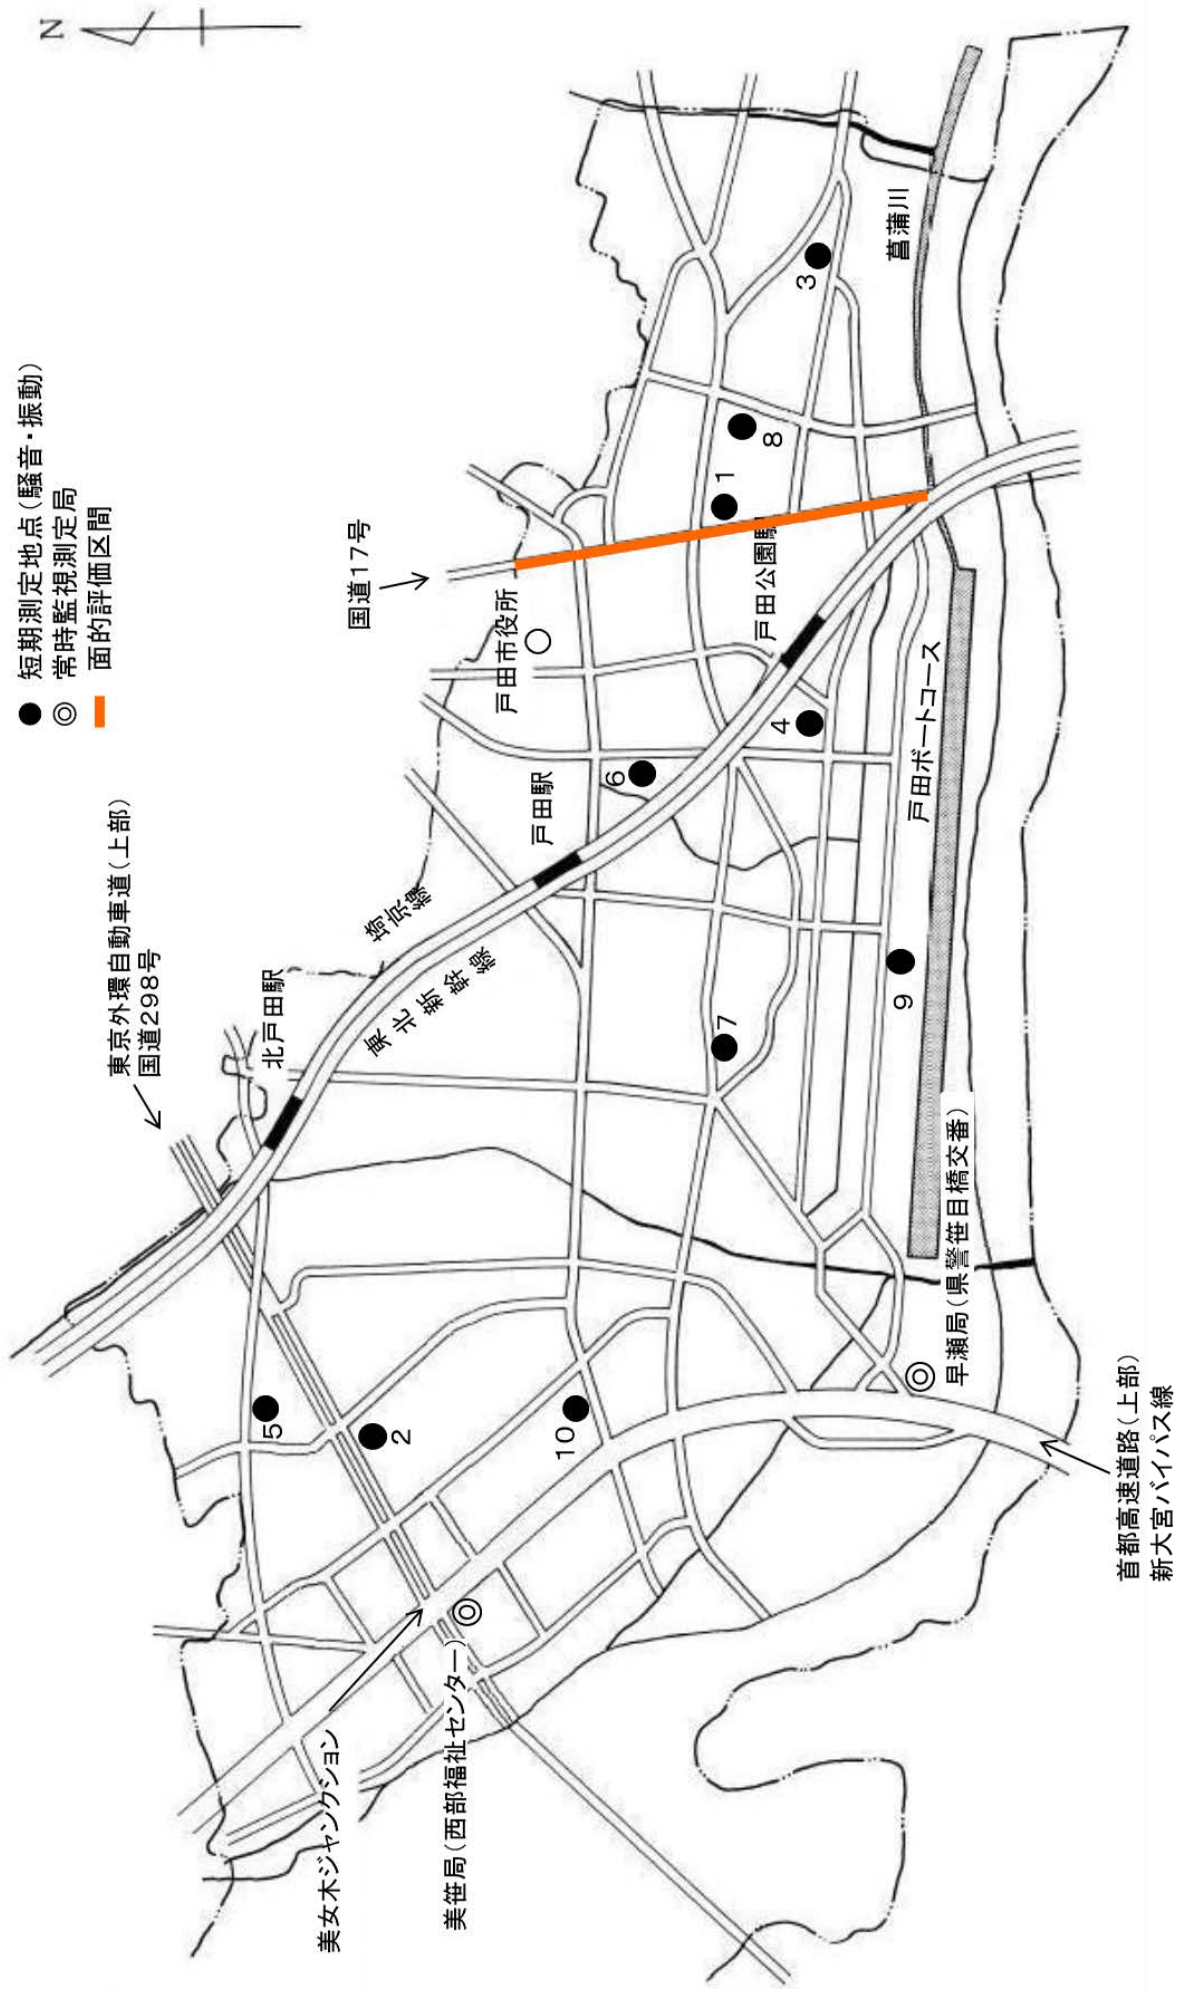 N
● 短期測定地点（騒音・振動）
◎ 常時監視測定局
面的評価区間
東京外環自動車道（上部）
国道298号
国道17号
北戸田駅
埼京線
東北新幹線
戸田駅
戸田市役所
戸田公園駅
戸田ボートコース
菖蒲川
美女木ジャンクション
美笹局（西部福祉センター）
早瀬局（県警笹目橋交番）
首都高速道路（上部）
新大宮バイパス線
5
2
10
7
9
6
4
1
8
3